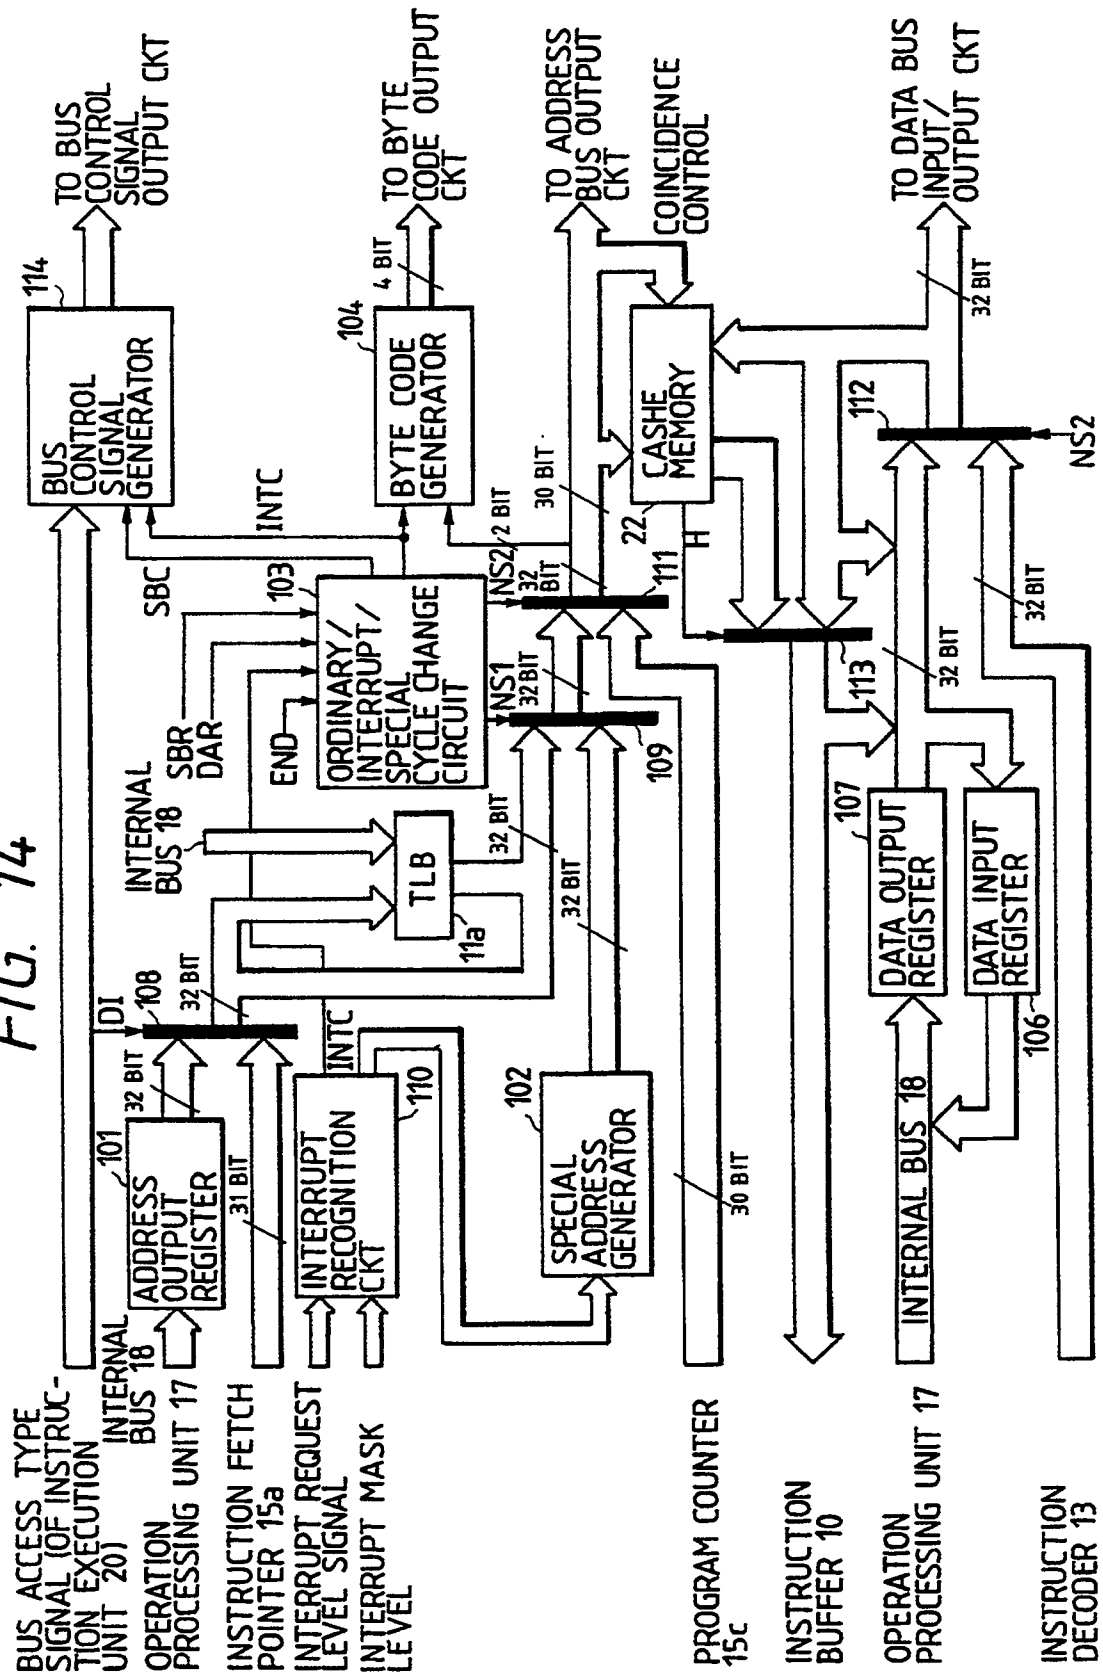 FIG. 14
BUS ACCESS TYPE
SIGNAL (OF INSTRUC-
TION EXECUTION
UNIT 20)
INTERNAL
BUS 18
OPERATION
PROCESSING UNIT 17
INSTRUCTION FETCH
POINTER 15a
INTERRUPT REQUEST
LEVEL SIGNAL
INTERRUPT MASK
LEVEL
PROGRAM COUNTER
15c
INSTRUCTION
BUFFER 10
OPERATION
PROCESSING UNIT 17
INSTRUCTION
DECODER 13
101
ADDRESS
OUTPUT
REGISTER
32 BIT
DI
108
32 BIT
31 BIT
INTERRUPT
RECOGNITION
CKT
110
INTC
SPECIAL
ADDRESS
GENERATOR
102
30 BIT
INTERNAL
BUS 18
TLB
11a
32 BIT
32 BIT
32 BIT
SBR
DAR
END
SBC
INTC
103
ORDINARY/
INTERRUPT/
SPECIAL
CYCLE CHANGE
CIRCUIT
NS1
109
32 BIT
NS2
2 BIT
32
BIT
111
30 BIT
BUS
CONTROL
SIGNAL
GENERATOR
114
TO BUS
CONTROL
SIGNAL
OUTPUT CKT
BYTE CODE
GENERATOR
104
4 BIT
TO BYTE
CODE OUTPUT
CKT
TO ADDRESS
BUS OUTPUT
CKT
COINCIDENCE
CONTROL
CASHE
MEMORY
22
H
113
INTERNAL BUS 18
DATA OUTPUT
REGISTER
107
DATA INPUT
REGISTER
106
32 BIT
32 BIT
112
NS2
32 BIT
TO DATA BUS
INPUT/
OUTPUT CKT